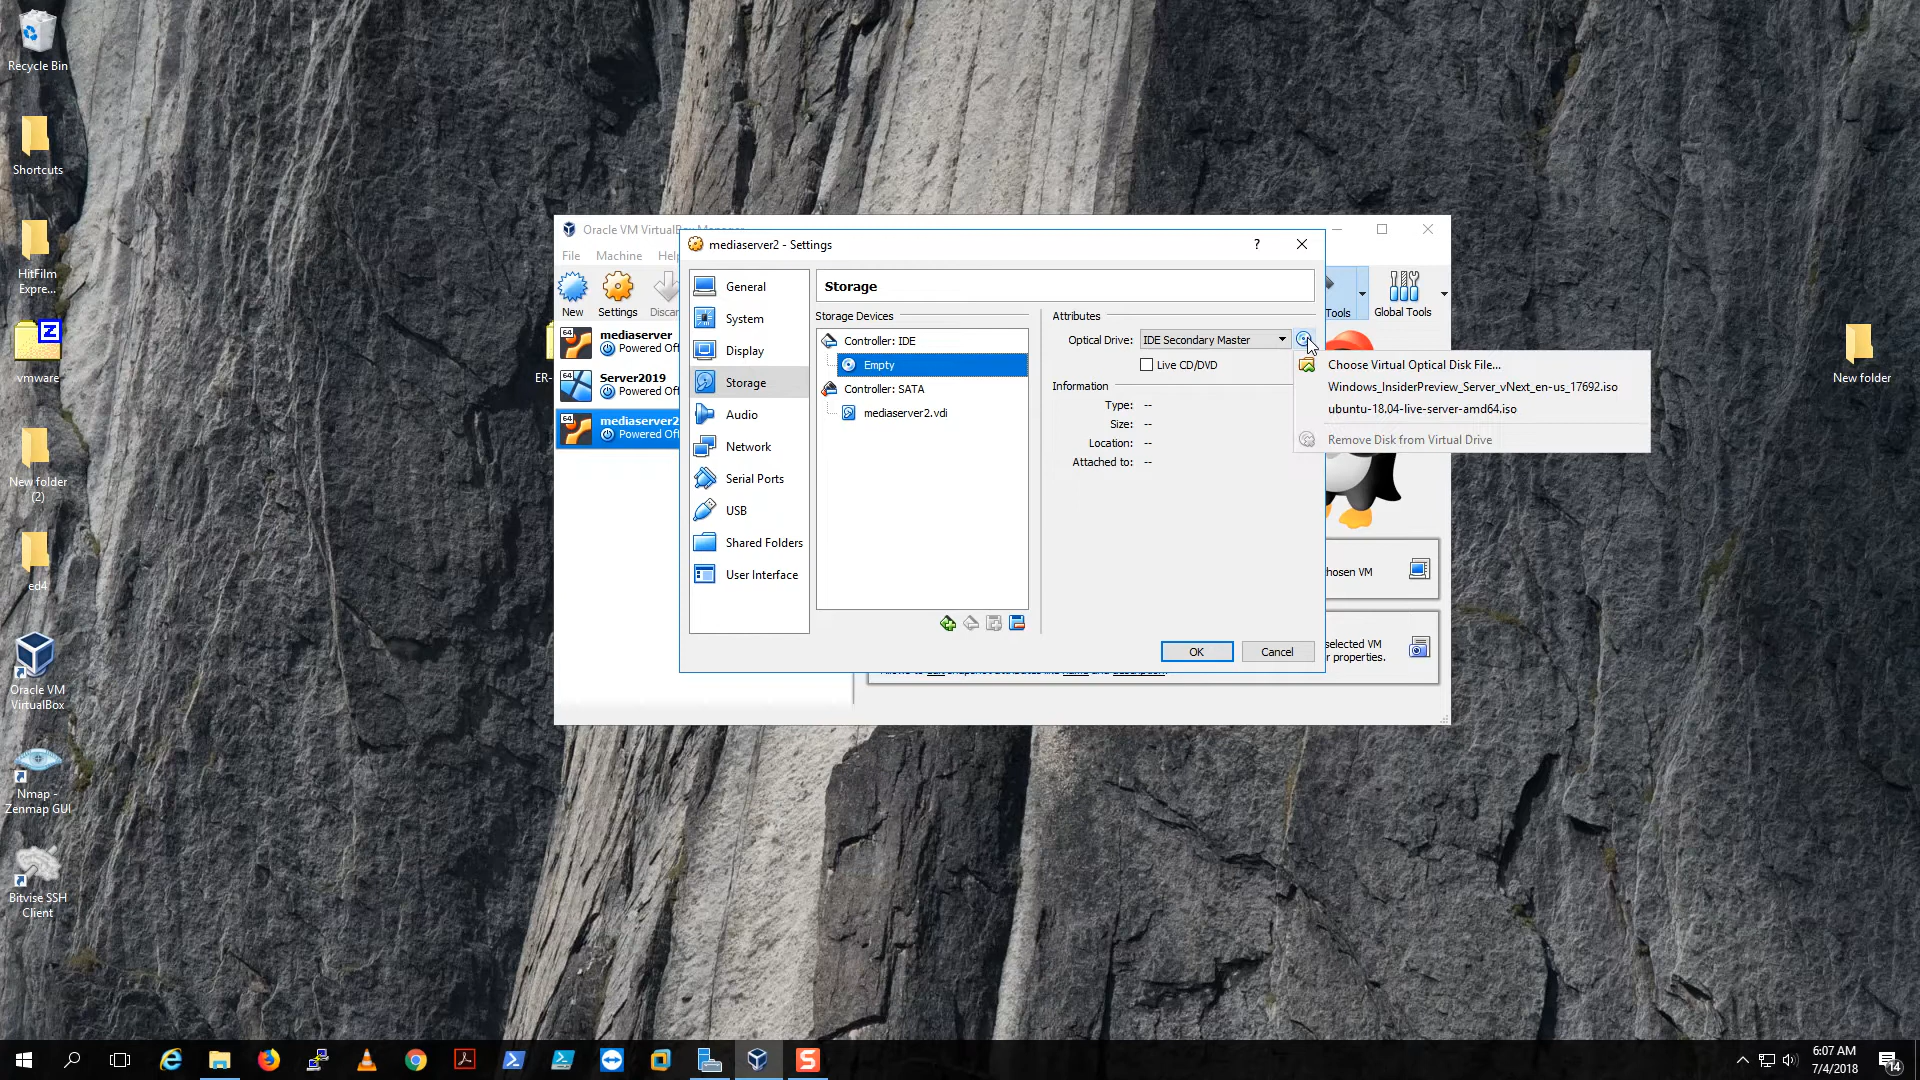 Recycle Bin
Shortcuts
HitFilm
Expre...
Z
vmware
New folder
(2)
ed4
Oracle VM
VirtualBox
Nmap -
Zenmap GUI
Bitvise SSH
Client
ER-
New folder
Oracle VM VirtualBox Manager
File Machine Help
New Settings Discar
Tools
Global Tools
64 mediaserver
Powered Off
64 Server2019
Powered Off
64 mediaserver2
Powered Off
mediaserver2 - Settings
?
General
System
Display
Storage
Audio
Network
Serial Ports
USB
Shared Folders
User Interface
Storage
Storage Devices
Controller: IDE
Empty
Controller: SATA
mediaserver2.vdi
Attributes
Optical Drive: IDE Secondary Master
Live CD/DVD
Information
Type: --
Size: --
Location: --
Attached to: --
OK
Cancel
Choose Virtual Optical Disk File...
Windows_InsiderPreview_Server_vNext_en-us_17692.iso
ubuntu-18.04-live-server-amd64.iso
Remove Disk from Virtual Drive
hosen VM
selected VM
r properties.
6:07 AM
7/4/2018
14